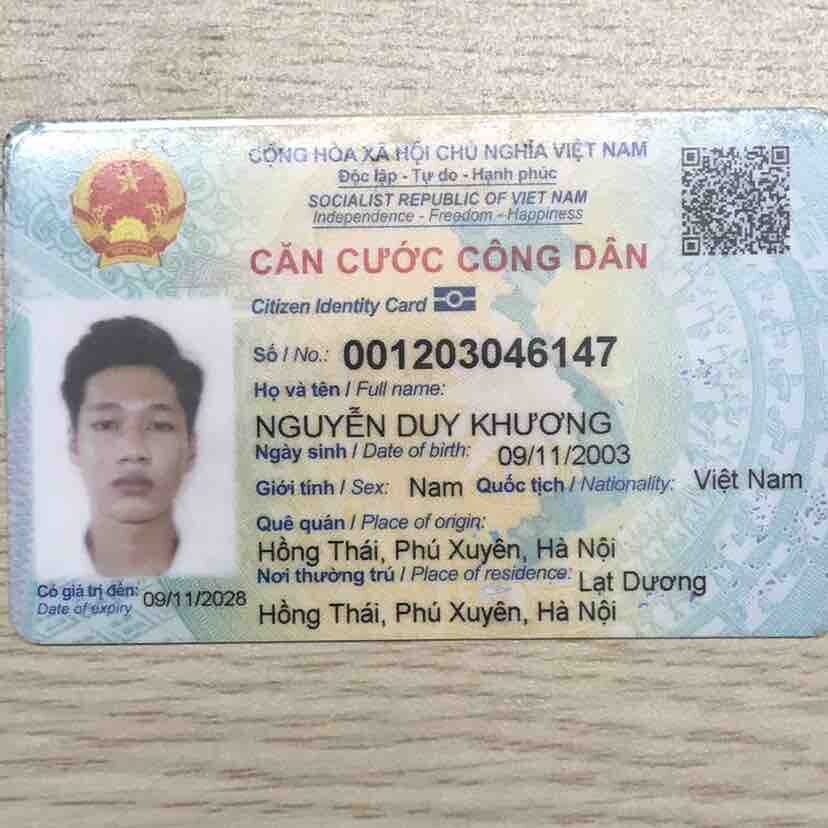 CỘNG HÒA XÃ HỘI CHỦ NGHĨA VIỆT NAM
Độc lập - Tự do - Hạnh phúc
SOCIALIST REPUBLIC OF VIET NAM
Independence - Freedom - Happiness
CĂN CƯỚC CÔNG DÂN
Citizen Identity Card
Số / No.: 001203046147
Họ và tên / Full name:
NGUYỄN DUY KHƯƠNG
Ngày sinh / Date of birth: 09/11/2003
Giới tính / Sex: Nam Quốc tịch / Nationality: Việt Nam
Quê quán / Place of origin:
Hồng Thái, Phú Xuyên, Hà Nội
Nơi thường trú / Place of residence: Lạt Dương
Hồng Thái, Phú Xuyên, Hà Nội
Có giá trị đến: 09/11/2028
Date of expiry